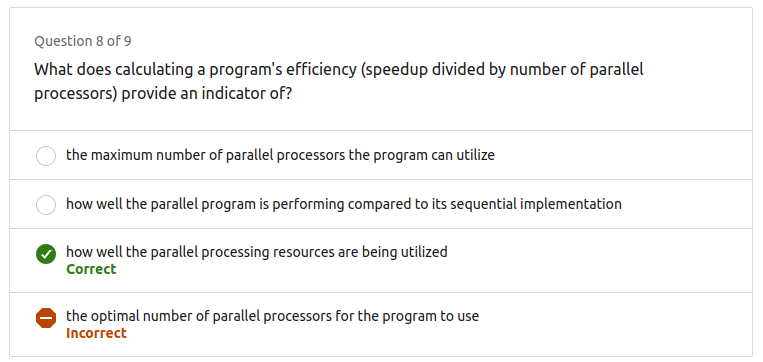 Question 8 of 9
What does calculating a program's efficiency (speedup divided by number of parallel
processors) provide an indicator of?
the maximum number of parallel processors the program can utilize
how well the parallel program is performing compared to its sequential implementation
how well the parallel processing resources are being utilized
Correct
the optimal number of parallel processors for the program to use
Incorrect